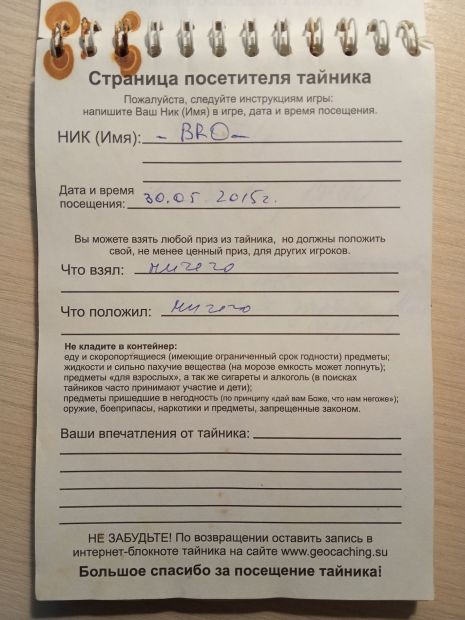 Страница посетителя тайника
Пожалуйста, следуйте инструкциям игры:
напишите Ваш Ник (Имя) в игре, дата и время посещения.
НИК (Имя): - BRO -
Дата и время
посещения: 30.05 2015г.
Вы можете взять любой приз из тайника, но должны положить
свой, не менее ценный приз, для других игроков.
Что взял: ничего
Что положил: ничего
Не кладите в контейнер:
еду и скоропортящиеся (имеющие ограниченный срок годности) предметы;
жидкости и сильно пахучие вещества (на морозе емкость может лопнуть);
предметы «для взрослых», а так же сигареты и алкоголь (в поисках
тайников часто принимают участие и дети);
предметы пришедшие в негодность (по принципу «дай вам Боже, что нам негоже»);
оружие, боеприпасы, наркотики и предметы, запрещенные законом.
Ваши впечатления от тайника:
НЕ ЗАБУДЬТЕ! По возвращении оставить запись в
интернет-блокноте тайника на сайте www.geocaching.su
Большое спасибо за посещение тайника!